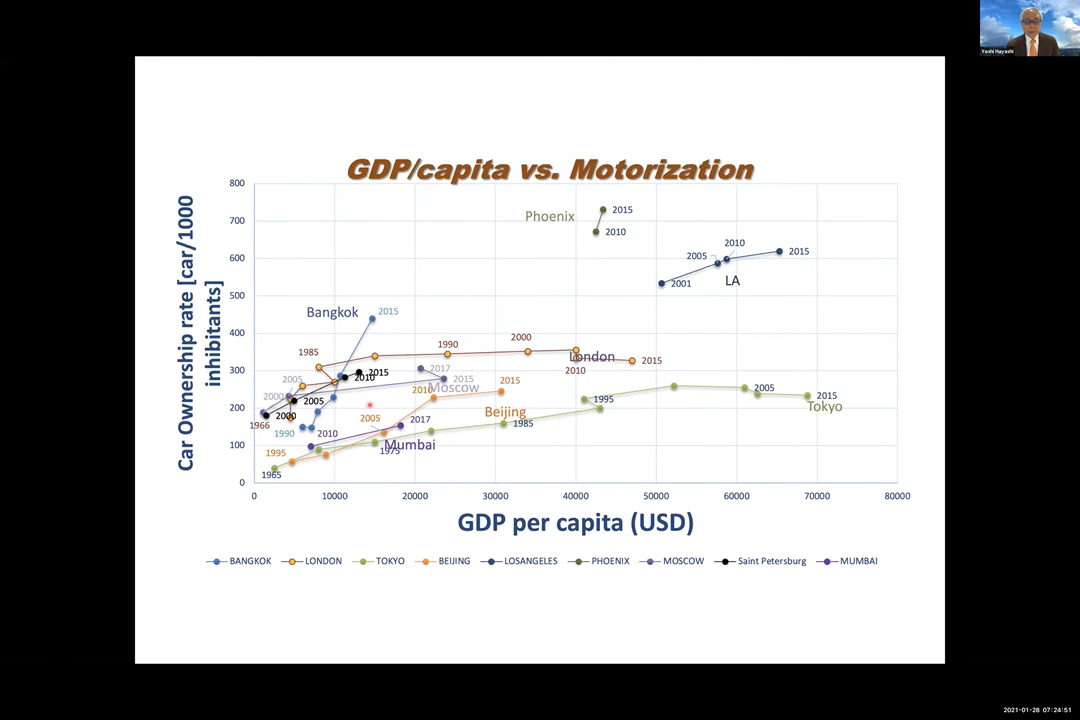 Yoshi Hayashi
GDP/capita vs. Motorization
Car Ownership rate [car/1000
inhibitants]
800
700
600
500
400
300
200
100
0
Phoenix
2015
2010
2010
2005
2015
LA
2001
Bangkok
2015
1985
1990
2000
London
2010
2015
2017
2015
Moscow
2015
2010
2005
2000
2005
2000
1966
1990
2010
2005
2010
2015
Beijing
2017
Mumbai
1995
1975
1965
1985
1995
2005
2015
Tokyo
0
10000
20000
30000
40000
50000
60000
70000
80000
GDP per capita (USD)
BANGKOK
LONDON
TOKYO
BEIJING
LOSANGELES
PHOENIX
MOSCOW
Saint Petersburg
MUMBAI
2021-01-28 07:24:51